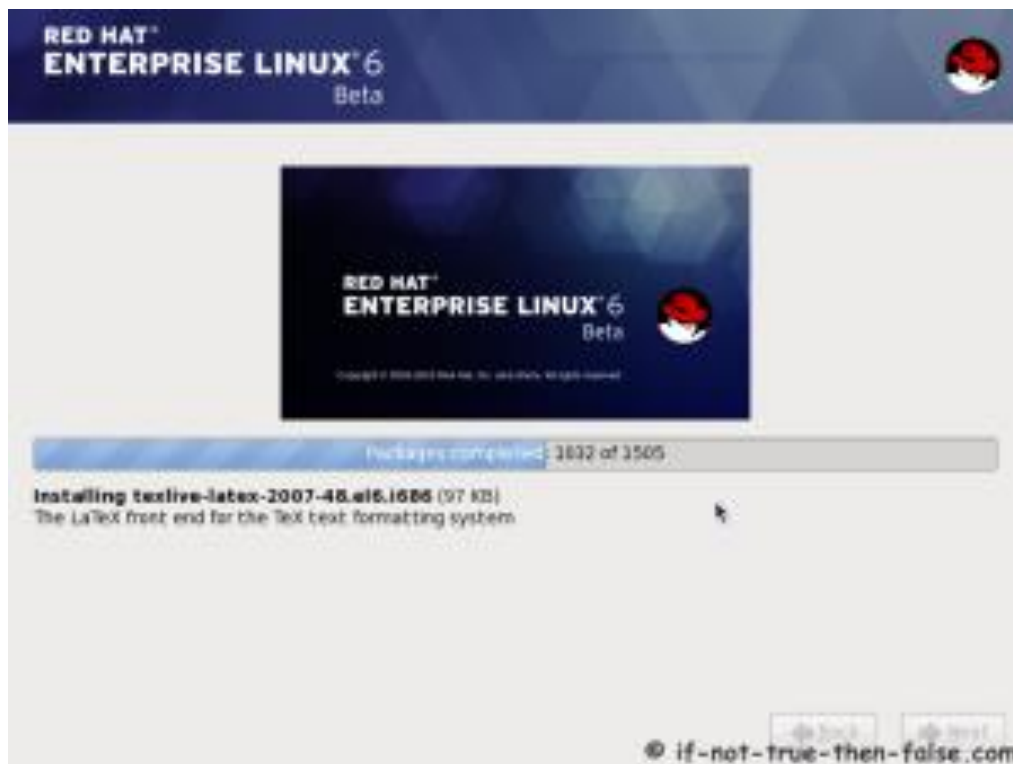 RED HAT®
ENTERPRISE LINUX® 6
Beta
RED HAT®
ENTERPRISE LINUX® 6
Beta
Packages completed: 1032 of 1505
Installing texlive-latex-2007-48.el6.i686 (97 KB)
The LaTeX front end for the TeX text formatting system
Back
Next
© if-not-true-then-false.com